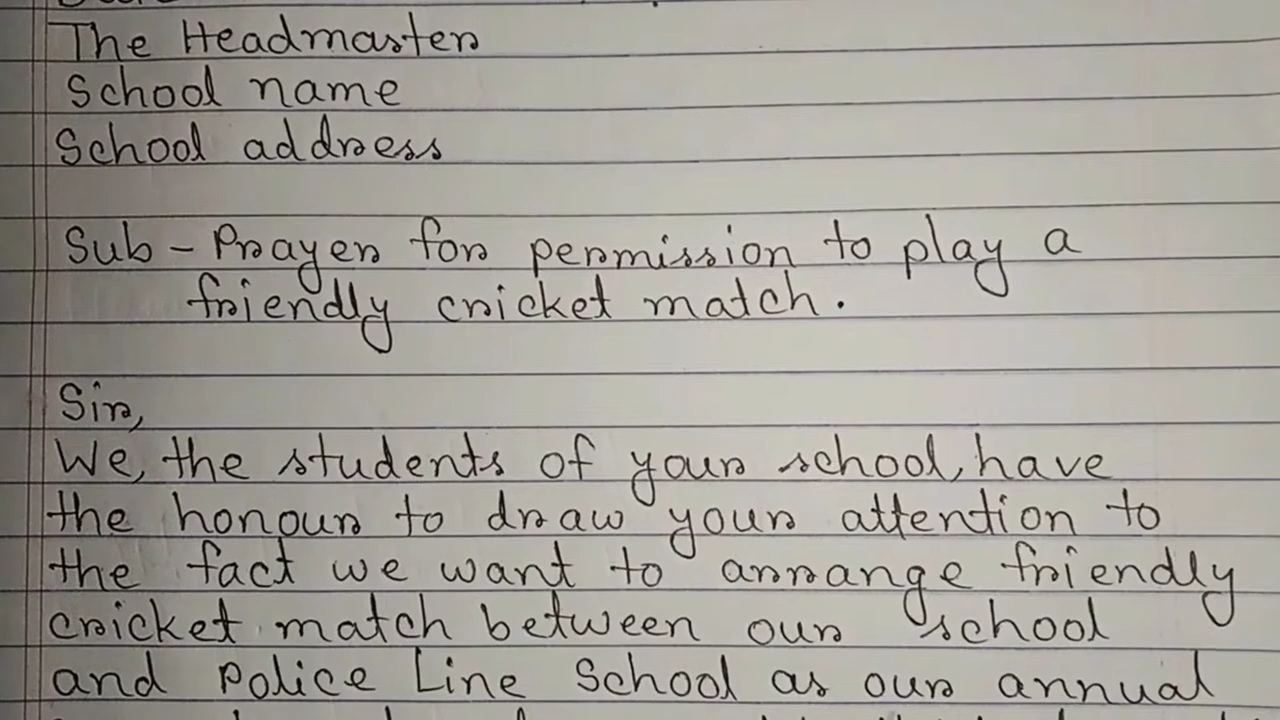 The Headmaster
School name
School address
Sub - Prayer for permission to play a
friendly cricket match.
Sir,
We, the students of your school, have
the honour to draw your attention to
the fact we want to arrange friendly
cricket match between our school
and Police Line School as our annual